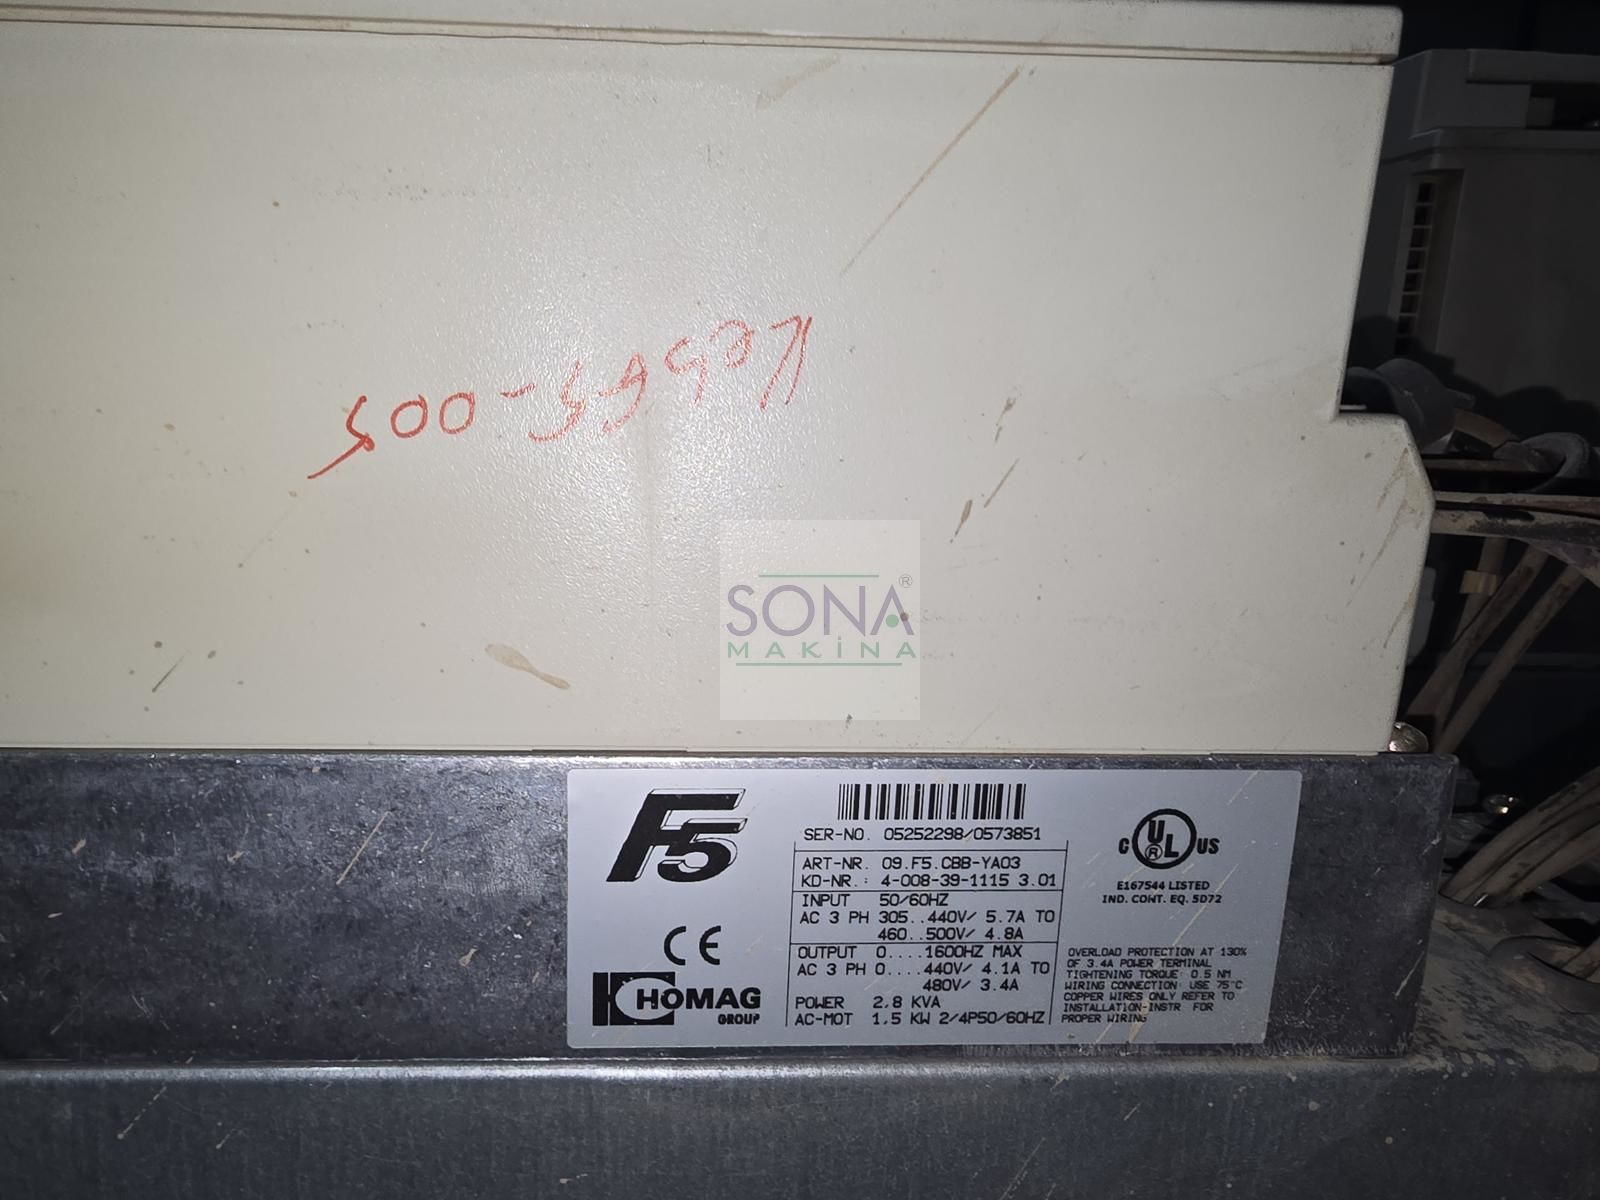 SONA®
MAKİNA
F5
SER-NO. 05252298/0573851
ART-NR. 09.F5.CBB-YA03
KD-NR.: 4-008-39-1115 3.01
INPUT 50/60HZ
AC 3 PH 305..440V/ 5.7A TO
460..500V/ 4.8A
OUTPUT 0....1600HZ MAX
AC 3 PH 0....440V/ 4.1A TO
480V/ 3.4A
POWER 2,8 KVA
AC-MOT 1,5 KW 2/4P50/60HZ
CE
HOMAG
GROUP
C UL® US
E167544 LISTED
IND. CONT. EQ. 5D72
OVERLOAD PROTECTION AT 130%
OF 3.4A POWER TERMINAL
TIGHTENING TORQUE: 0.5 NM
WIRING CONNECTION: USE 75°C
COPPER WIRES ONLY REFER TO
INSTALLATION-INSTR FOR
PROPER WIRING